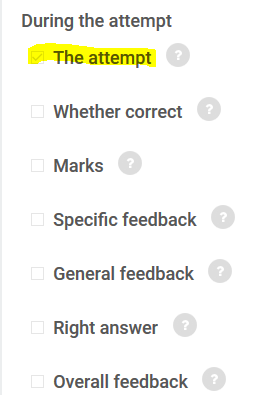 During the attempt
The attempt ?
Whether correct ?
Marks ?
Specific feedback ?
General feedback ?
Right answer ?
Overall feedback ?